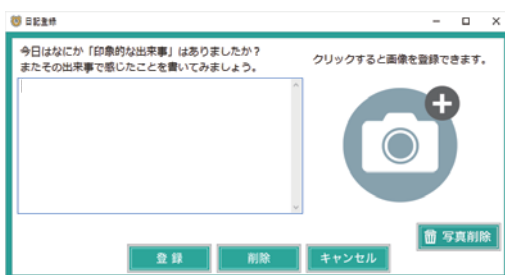 日記登録
今日はなにか「印象的な出来事」はありましたか？
またその出来事で感じたことを書いてみましょう。
クリックすると画像を登録できます。
写真削除
登録
削除
キャンセル